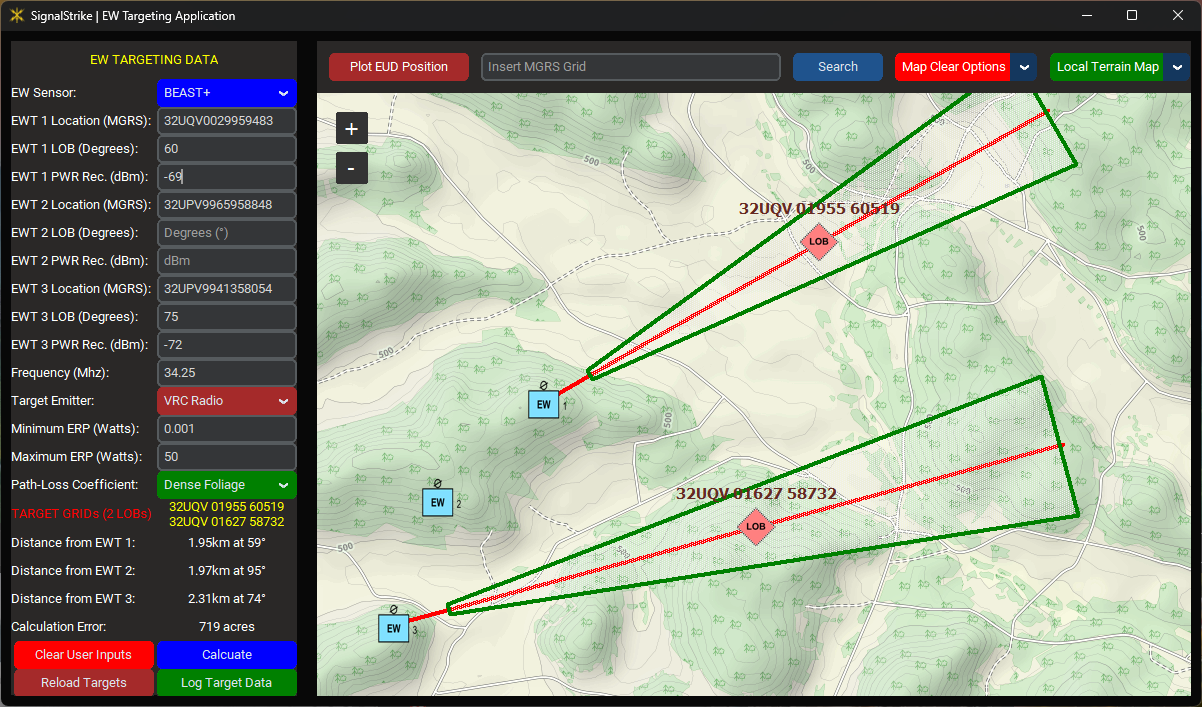 SignalStrike | EW Targeting Application
EW TARGETING DATA
EW Sensor: BEAST+
EWT 1 Location (MGRS): 32UQV0029959483
EWT 1 LOB (Degrees): 60
EWT 1 PWR Rec. (dBm): -69
EWT 2 Location (MGRS): 32UPV9965958848
EWT 2 LOB (Degrees): Degrees (°)
EWT 2 PWR Rec. (dBm): dBm
EWT 3 Location (MGRS): 32UPV9941358054
EWT 3 LOB (Degrees): 75
EWT 3 PWR Rec. (dBm): -72
Frequency (Mhz): 34.25
Target Emitter: VRC Radio
Minimum ERP (Watts): 0.001
Maximum ERP (Watts): 50
Path-Loss Coefficient: Dense Foliage
TARGET GRIDs (2 LOBs) 32UQV 01955 60519
32UQV 01627 58732
Distance from EWT 1: 1.95km at 59°
Distance from EWT 2: 1.97km at 95°
Distance from EWT 3: 2.31km at 74°
Calculation Error: 719 acres
Clear User Inputs Calcuate
Reload Targets Log Target Data
Plot EUD Position Insert MGRS Grid Search Map Clear Options Local Terrain Map
+
-
500
500
32UQV 01955 60519
500
LOB
500
EW 1
500
500
32UQV 01627 58732
500
EW 2
LOB
500
500
EW 3